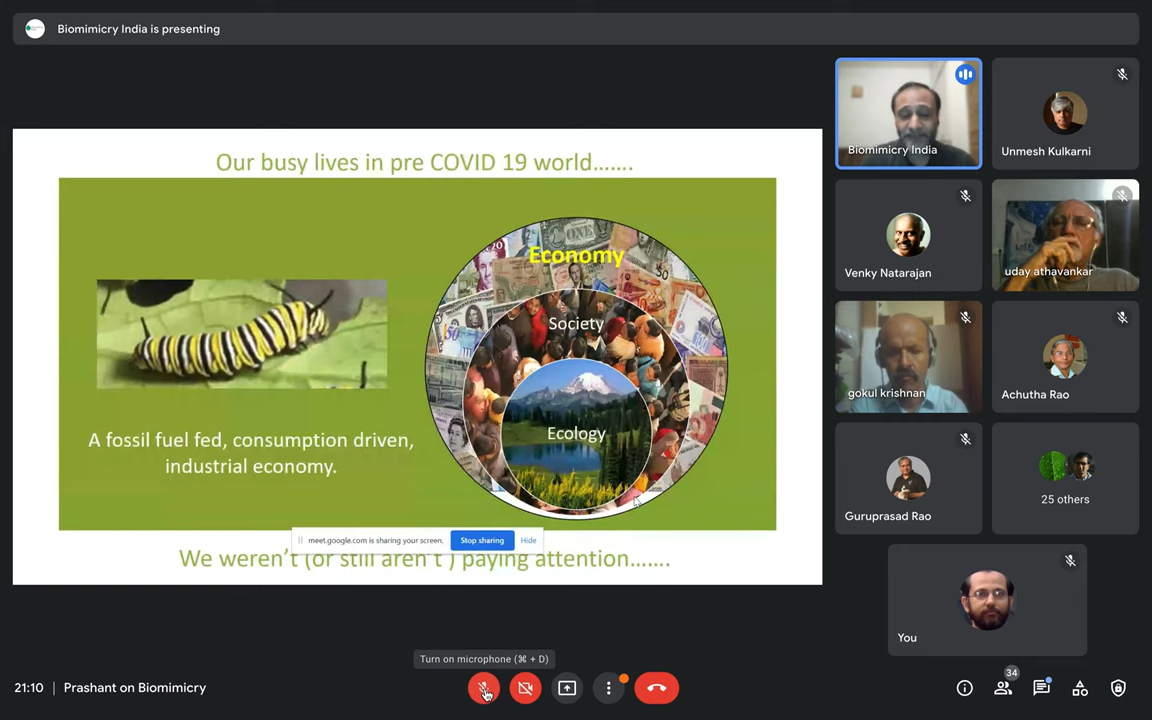 Biomimicry India is presenting
Our busy lives in pre COVID 19 world.......
Economy
Society
Ecology
A fossil fuel fed, consumption driven,
industrial economy.
meet.google.com is sharing your screen.
Stop sharing
Hide
We weren't (or still aren't ) paying attention.......
Biomimicry India
Unmesh Kulkarni
Venky Natarajan
uday athavankar
gokul krishnan
Achutha Rao
Guruprasad Rao
25 others
You
Turn on microphone (⌘ + D)
21:10 | Prashant on Biomimicry
34